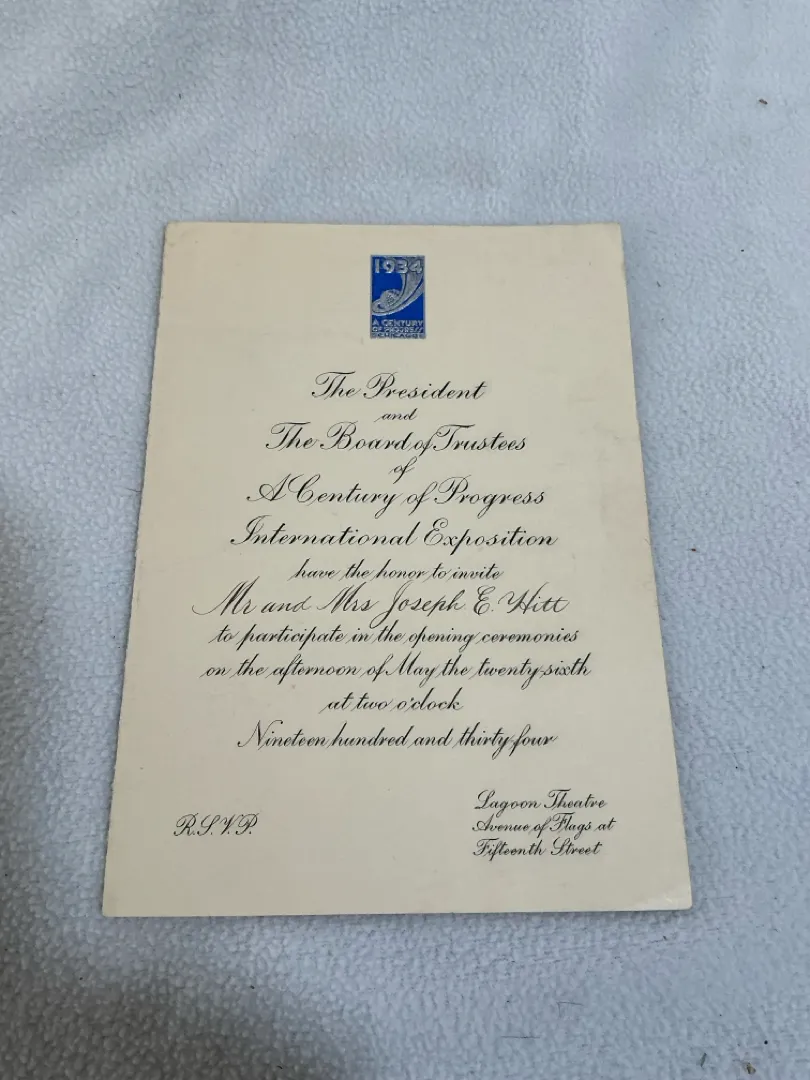 1934
A CENTURY
OF PROGRESS
CHICAGO
The President
and
The Board of Trustees
of
A Century of Progress
International Exposition
have the honor to invite
Mr and Mrs Joseph E. Hitt
to participate in the opening ceremonies
on the afternoon of May the twenty-sixth
at two o'clock
Nineteen hundred and thirty-four
R.S.V.P.
Lagoon Theatre
Avenue of Flags at
Fifteenth Street